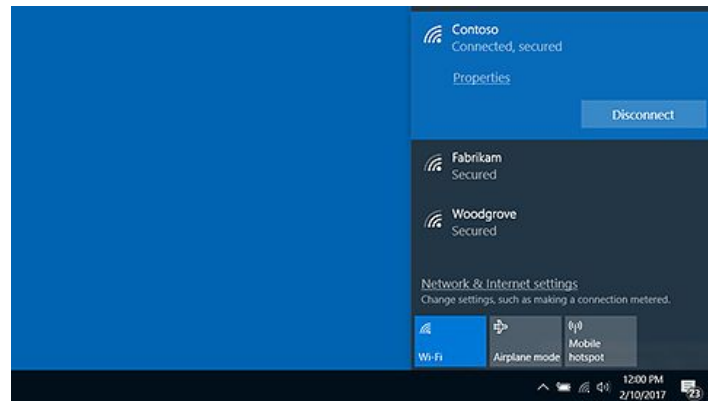 Contoso
Connected, secured
Properties
Disconnect
Fabrikam
Secured
Woodgrove
Secured
Network & Internet settings
Change settings, such as making a connection metered.
Wi-Fi
Airplane mode
Mobile
hotspot
12:00 PM
2/10/2017
23